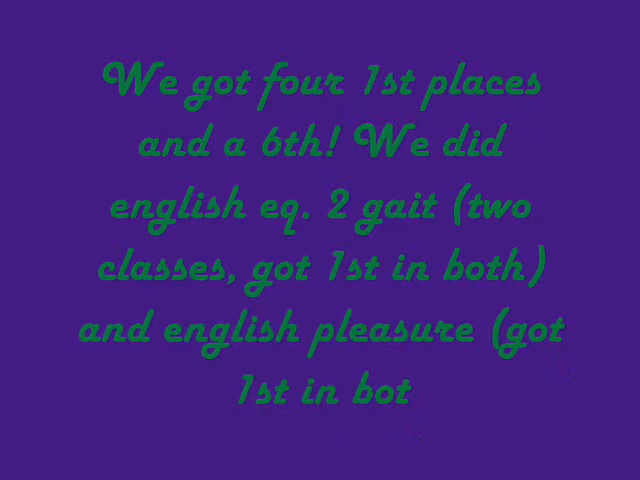 We got four 1st places
and a 6th! We did
english eq. 2 gait (two
classes, got 1st in both)
and english pleasure (got
1st in bot